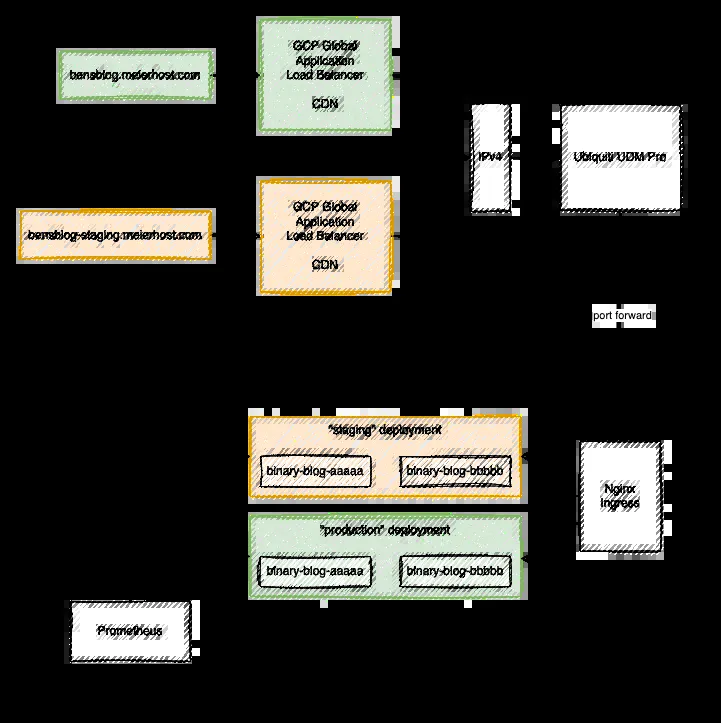 bensblog.meierhost.com
GCP Global
Application
Load Balancer
CDN
IPv4
Ubiquiti UDM Pro
bensblog-staging.meierhost.com
GCP Global
Application
Load Balancer
CDN
port forward
"staging" deployment
binary-blog-aaaaa
binary-blog-bbbbb
Nginx
Ingress
"production" deployment
binary-blog-aaaaa
binary-blog-bbbbb
Prometheus